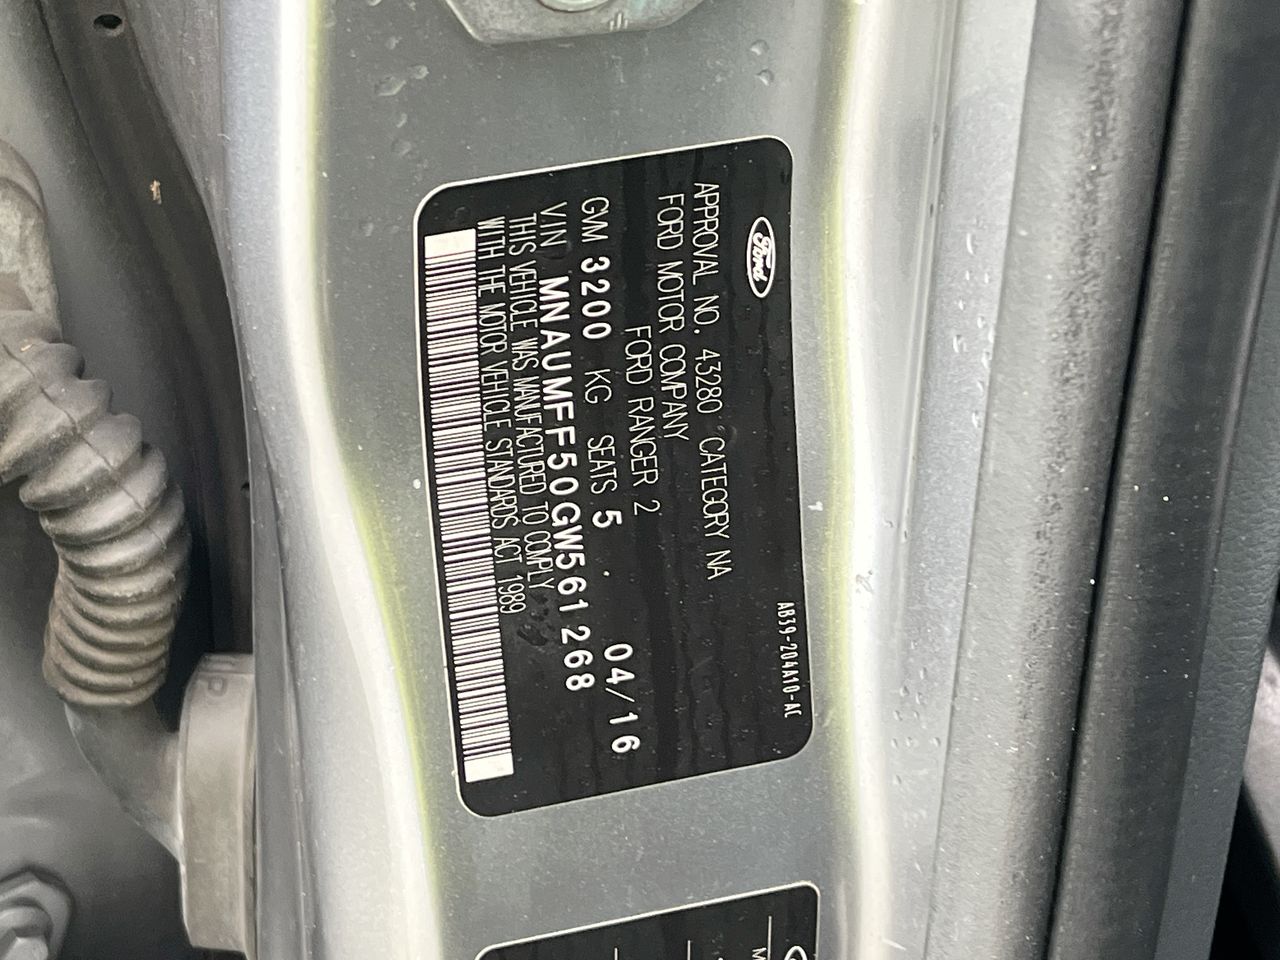 Ford
AB39-204A10-AC
APPROVAL NO. 43280 CATEGORY NA
FORD MOTOR COMPANY
FORD RANGER 2
GVM 3200 KG SEATS 5 . 04/16
VIN MNAUMFF50GW561268
THIS VEHICLE WAS MANUFACTURED TO COMPLY
WITH THE MOTOR VEHICLE STANDARDS ACT 1989